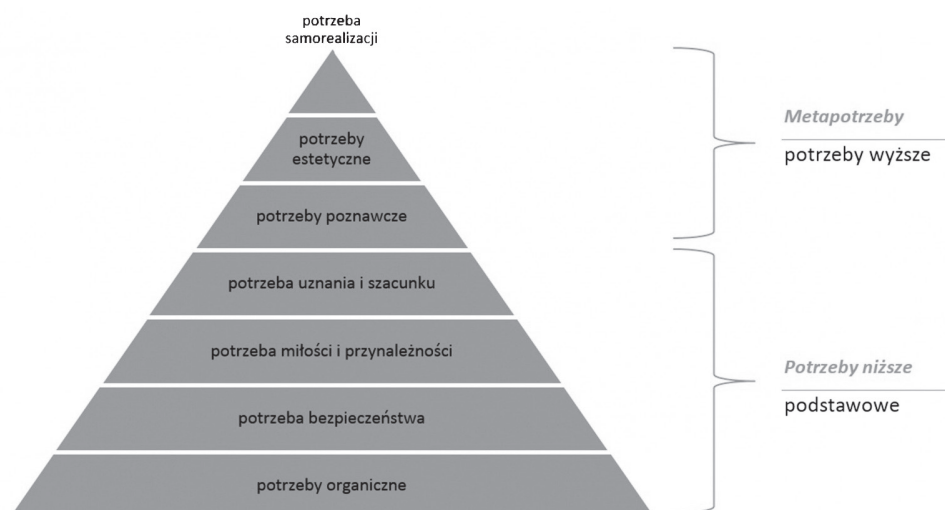 potrzeba
samorealizacji
potrzeby
estetyczne
potrzeby poznawcze
potrzeba uznania i szacunku
potrzeba miłości i przynależności
potrzeba bezpieczeństwa
potrzeby organiczne
Metapotrzeby
potrzeby wyższe
Potrzeby niższe
podstawowe